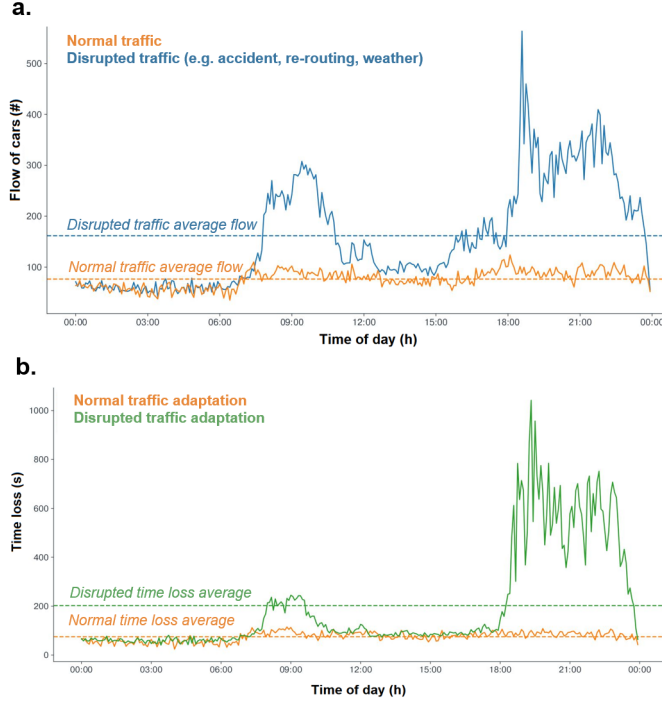 a.
Normal traffic
Disrupted traffic (e.g. accident, re-routing, weather)
Flow of cars (#)
500
400
300
200
100
Disrupted traffic average flow
Normal traffic average flow
00:00 03:00 06:00 09:00 12:00 15:00 18:00 21:00 00:00
Time of day (h)
b.
Normal traffic adaptation
Disrupted traffic adaptation
Time loss (s)
1000
800
600
400
200
0
Disrupted time loss average
Normal time loss average
00:00 03:00 06:00 09:00 12:00 15:00 18:00 21:00 00:00
Time of day (h)